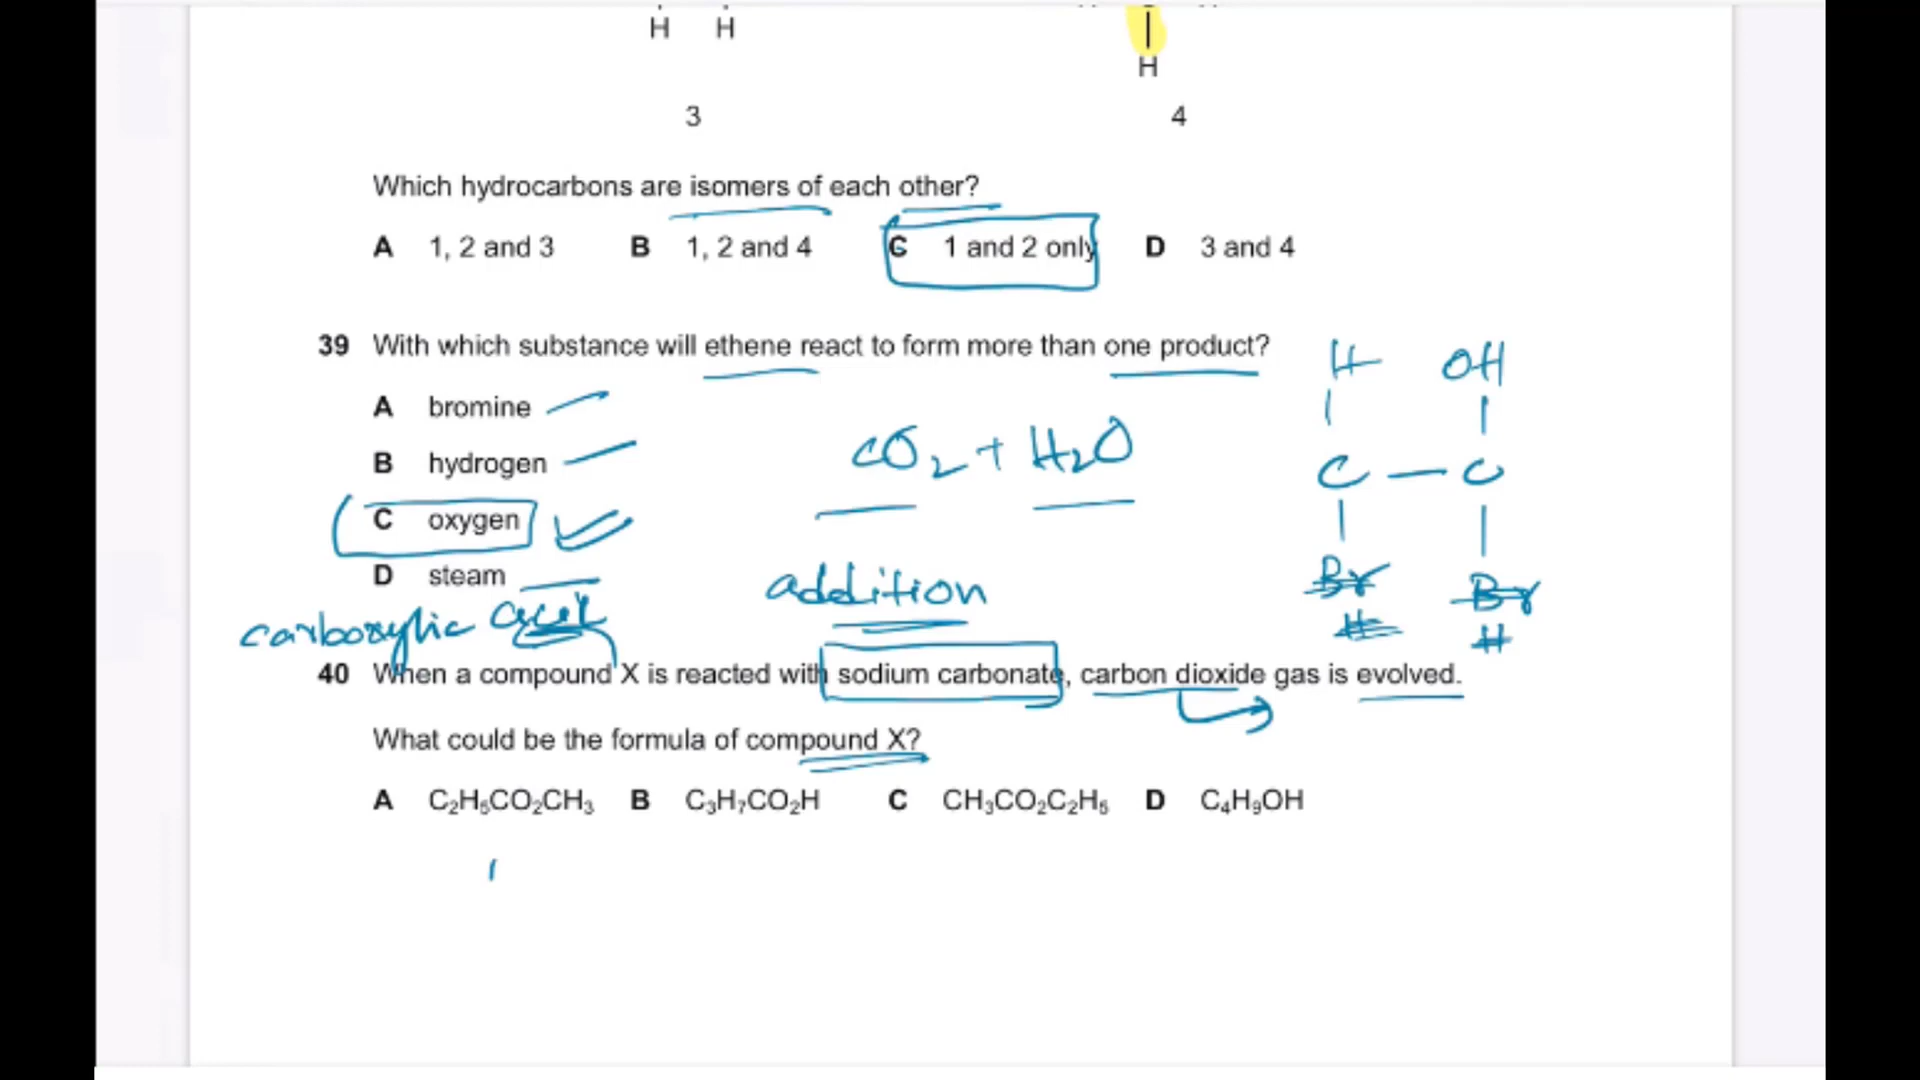 H H
H
3 4
Which hydrocarbons are isomers of each other?
A 1, 2 and 3 B 1, 2 and 4 C 1 and 2 only D 3 and 4
39 With which substance will ethene react to form more than one product?
H OH
A bromine
CO₂ + H₂O
B hydrogen
C — C
C oxygen
D steam
addition
Br Br
carboxylic acid
H H
40 When a compound X is reacted with sodium carbonate, carbon dioxide gas is evolved.
What could be the formula of compound X?
A C₂H₅CO₂CH₃ B C₃H₇CO₂H C CH₃CO₂C₂H₅ D C₄H₉OH